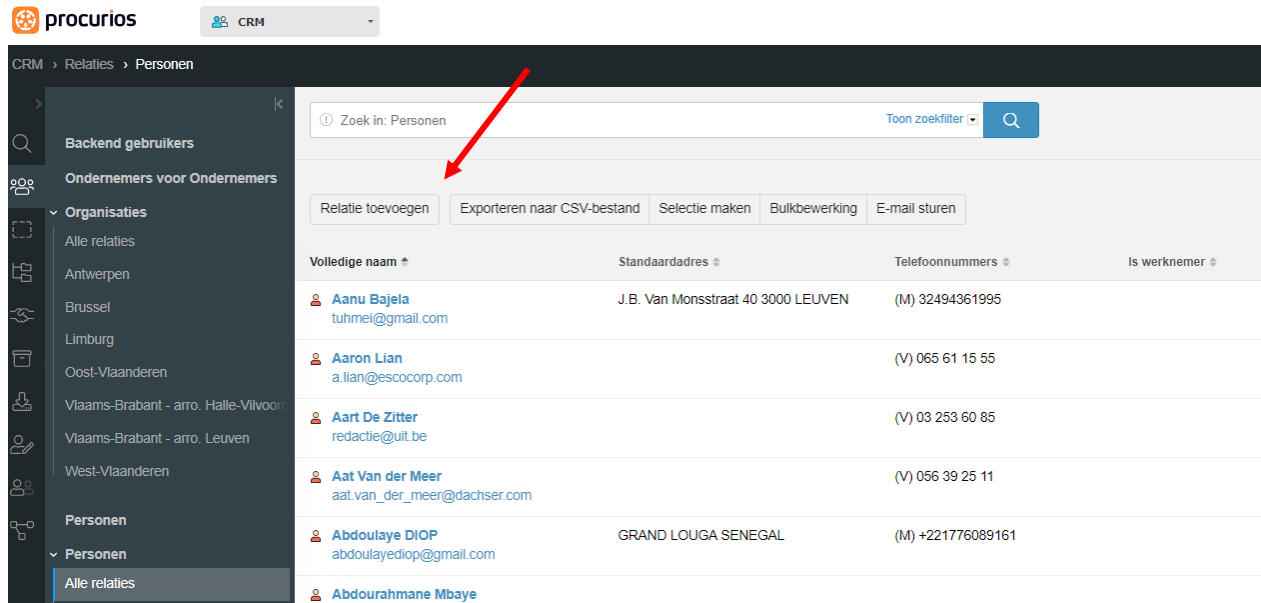 procurios
CRM
CRM › Relaties › Personen
Backend gebruikers
Ondernemers voor Ondernemers
Organisaties
Alle relaties
Antwerpen
Brussel
Limburg
Oost-Vlaanderen
Vlaams-Brabant - arro. Halle-Vilvoord
Vlaams-Brabant - arro. Leuven
West-Vlaanderen
Personen
Personen
Alle relaties
Zoek in: Personen
Toon zoekfilter
Relatie toevoegen Exporteren naar CSV-bestand Selectie maken Bulkbewerking E-mail sturen
Volledige naam Standaardadres Telefoonnummers Is werknemer
Aanu Bajela J.B. Van Monsstraat 40 3000 LEUVEN (M) 32494361995
tuhmei@gmail.com
Aaron Lian (V) 065 61 15 55
a.lian@escocorp.com
Aart De Zitter (V) 03 253 60 85
redactie@uit.be
Aat Van der Meer (V) 056 39 25 11
aat.van_der_meer@dachser.com
Abdoulaye DIOP GRAND LOUGA SENEGAL (M) +221776089161
abdoulayediop@gmail.com
Abdourahmane Mbaye